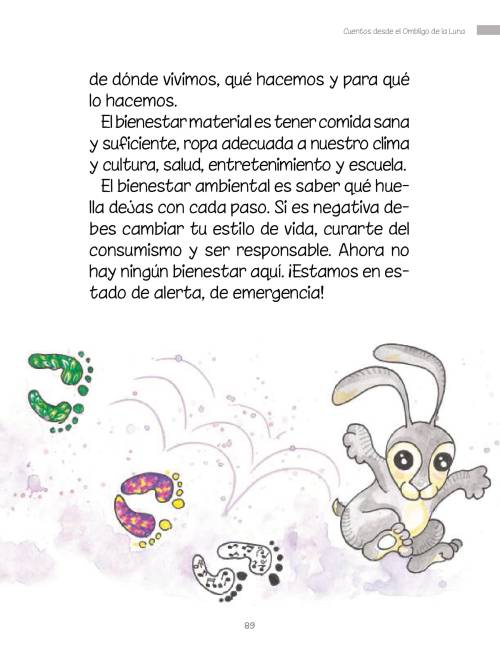 Cuentos desde el Ombligo de la Luna
de dónde vivimos, qué hacemos y para qué
lo hacemos.
El bienestar material es tener comida sana
y suficiente, ropa adecuada a nuestro clima
y cultura, salud, entretenimiento y escuela.
El bienestar ambiental es saber qué hue-
lla dejas con cada paso. Si es negativa de-
bes cambiar tu estilo de vida, curarte del
consumismo y ser responsable. Ahora no
hay ningún bienestar aquí. ¡Estamos en es-
tado de alerta, de emergencia!
89